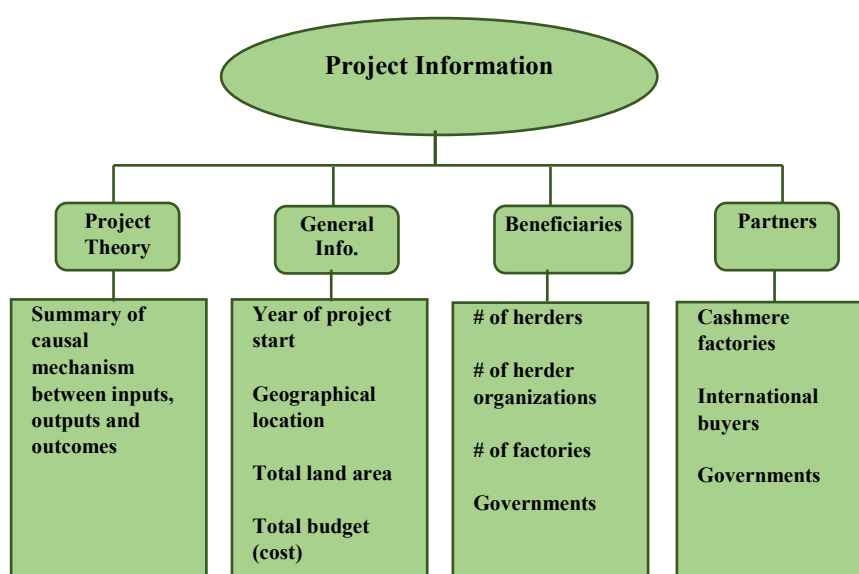 Project Information
Project
Theory
Summary of
causal
mechanism
between inputs,
outputs and
outcomes
General
Info.
Year of project
start
Geographical
location
Total land area
Total budget
(cost)
Beneficiaries
# of herders
# of herder
organizations
# of factories
Governments
Partners
Cashmere
factories
International
buyers
Governments